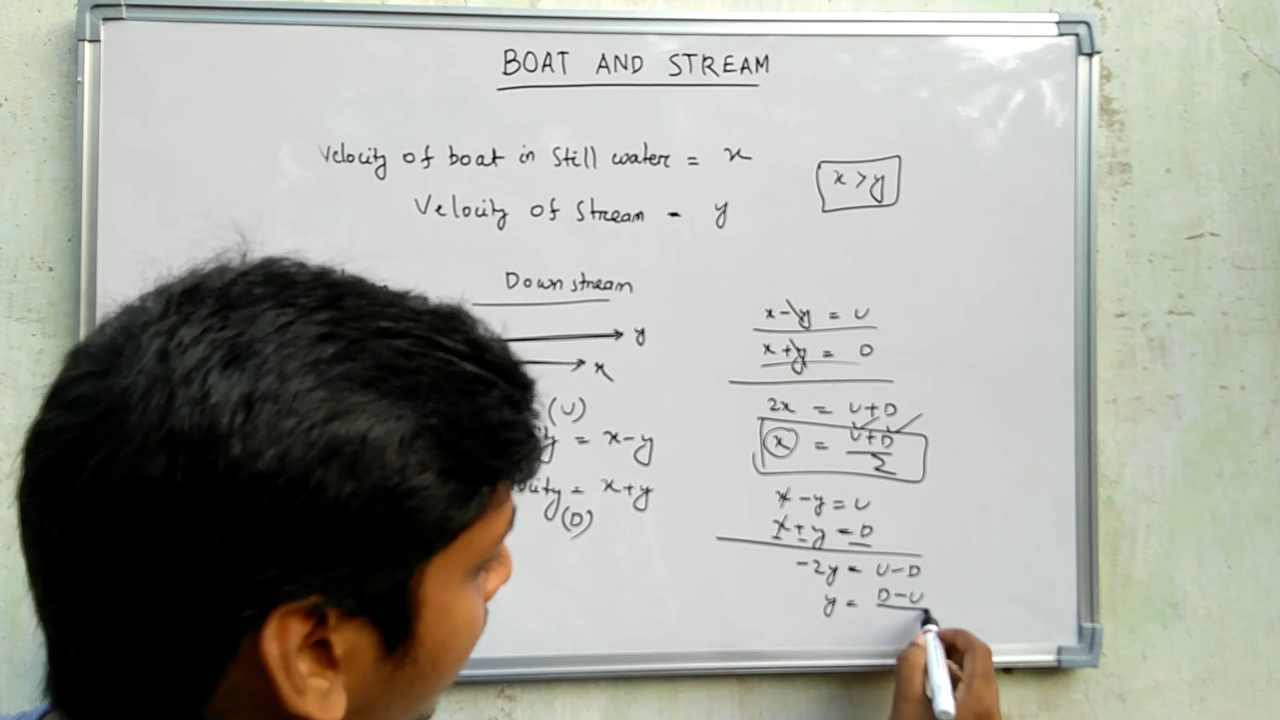 BOAT AND STREAM
Velocity of boat in still water = x
Velocity of stream = y
x > y
Down stream
y
x
(U)
= x-y
= x+y
(D)
x-y = U
x+y = D
2x = U+D
x = U+D/2
x-y=U
x+y=D
-2y = U-D
y = D-U